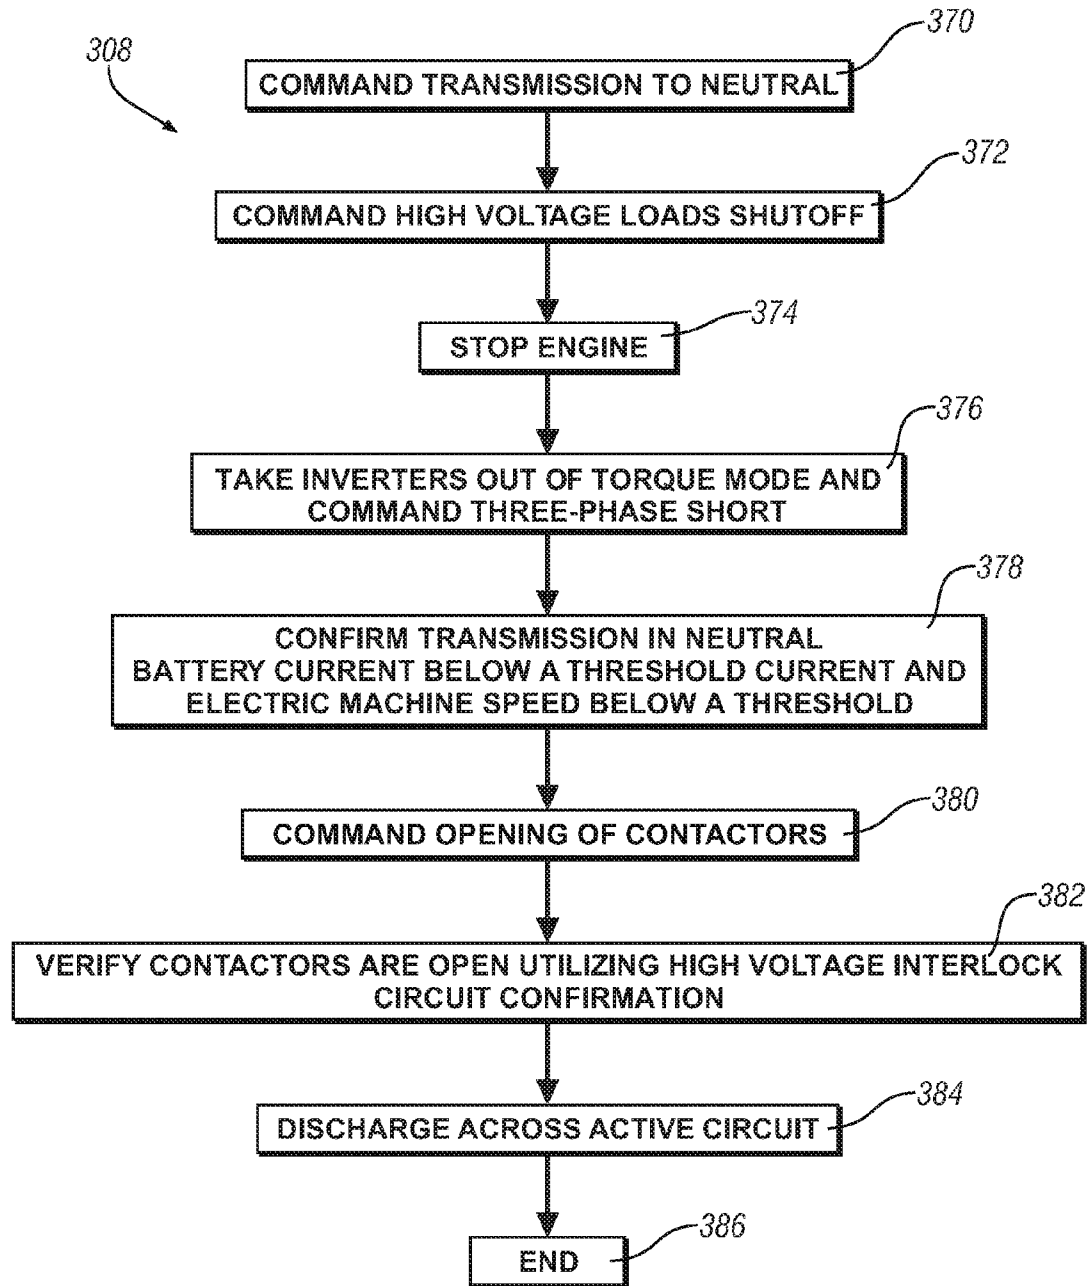 370
308
COMMAND TRANSMISSION TO NEUTRAL
372
COMMAND HIGH VOLTAGE LOADS SHUTOFF
374
STOP ENGINE
376
TAKE INVERTERS OUT OF TORQUE MODE AND
COMMAND THREE-PHASE SHORT
378
CONFIRM TRANSMISSION IN NEUTRAL
BATTERY CURRENT BELOW A THRESHOLD CURRENT AND
ELECTRIC MACHINE SPEED BELOW A THRESHOLD
380
COMMAND OPENING OF CONTACTORS
382
VERIFY CONTACTORS ARE OPEN UTILIZING HIGH VOLTAGE INTERLOCK
CIRCUIT CONFIRMATION
384
DISCHARGE ACROSS ACTIVE CIRCUIT
386
END